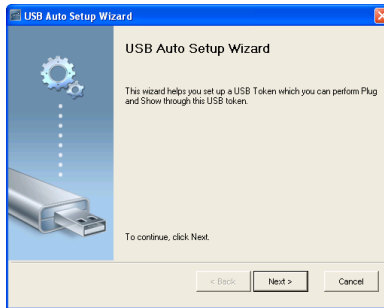 USB Auto Setup Wizard
USB Auto Setup Wizard
This wizard helps you set up a USB Token which you can perform Plug
and Show through this USB token.
To continue, click Next.
< Back
Next >
Cancel